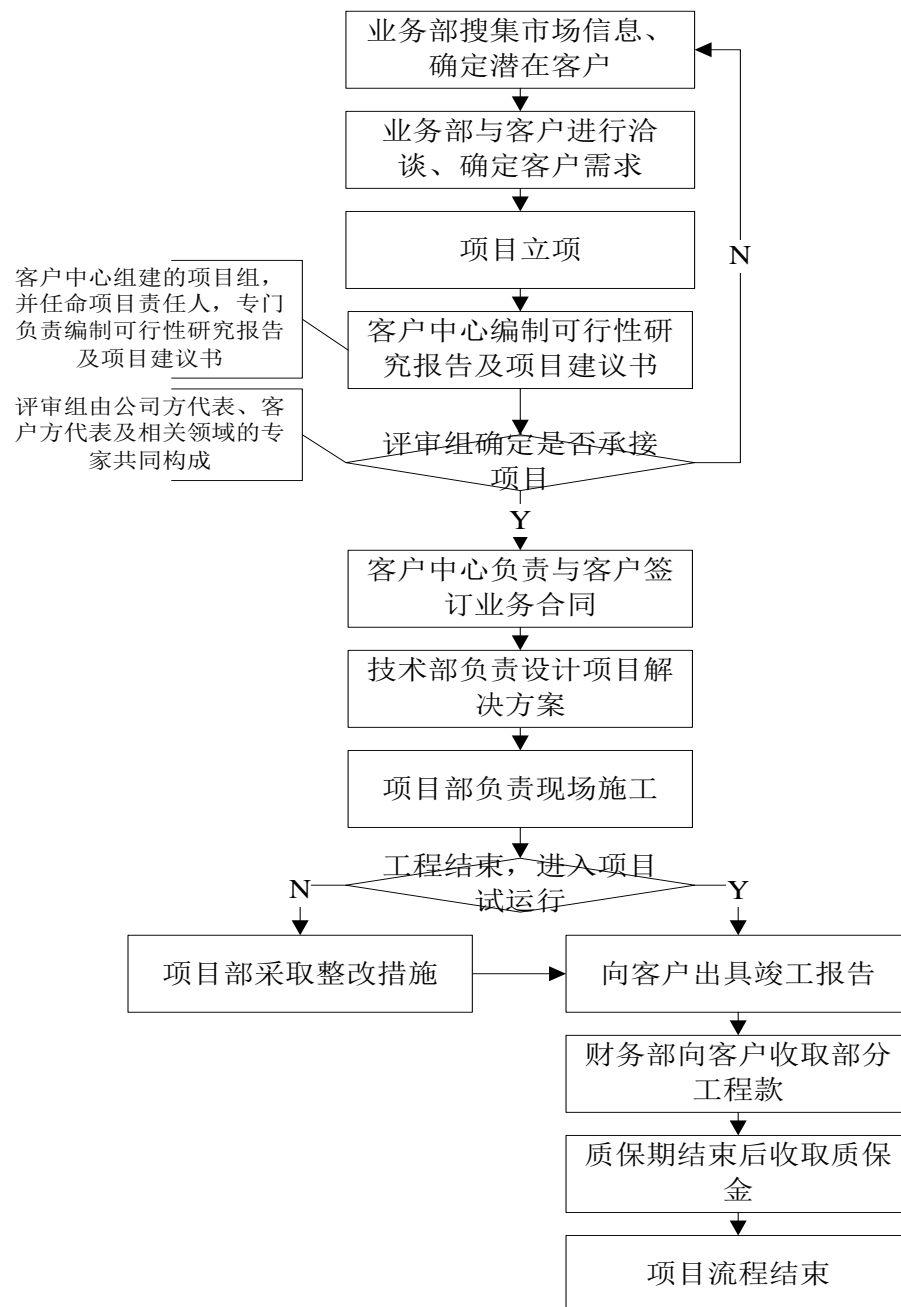 业务部搜集市场信息、
确定潜在客户
业务部与客户进行洽
谈、确定客户需求
项目立项
N
客户中心组建的项目组，
并任命项目责任人，专门
负责编制可行性研究报告
及项目建议书
客户中心编制可行性研
究报告及项目建议书
评审组由公司方代表、客
户方代表及相关领域的专
家共同构成
评审组确定是否承接
项目
Y
客户中心负责与客户签
订业务合同
技术部负责设计项目解
决方案
项目部负责现场施工
工程结束，进入项目
试运行
N
Y
项目部采取整改措施
向客户出具竣工报告
财务部向客户收取部分
工程款
质保期结束后收取质保
金
项目流程结束